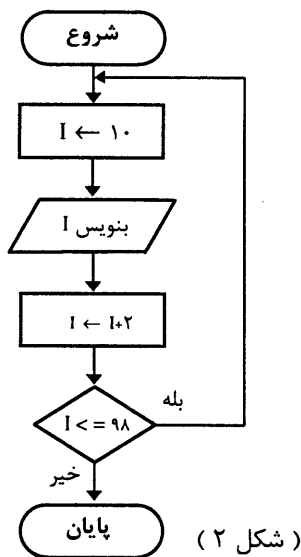 شروع
I ← ۱۰
بنویس I
I ← I+۲
I < = ۹۸
بله
خیر
پایان
( شکل ۲ )